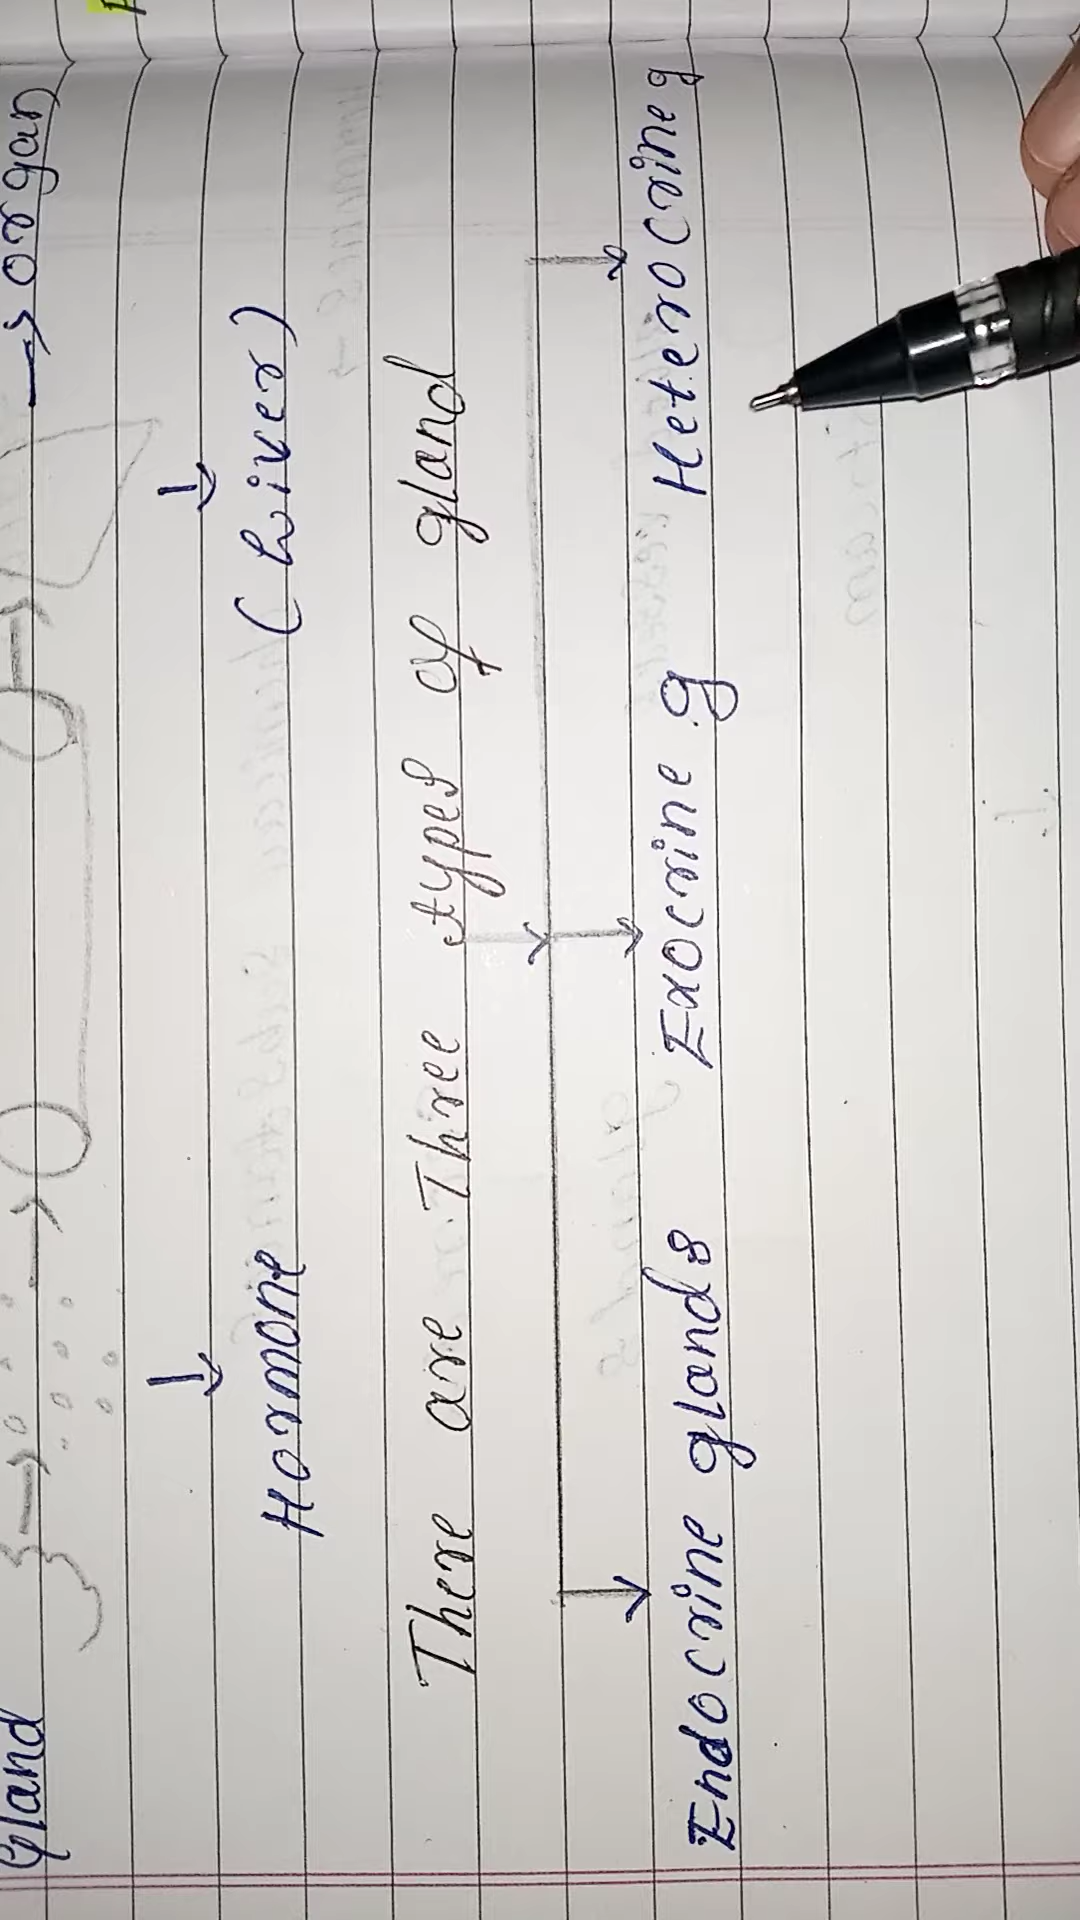 Gland → organ
Hormone (Liver)
There are Three types of gland
Endocrine glands Exocrine g Heterocrine g